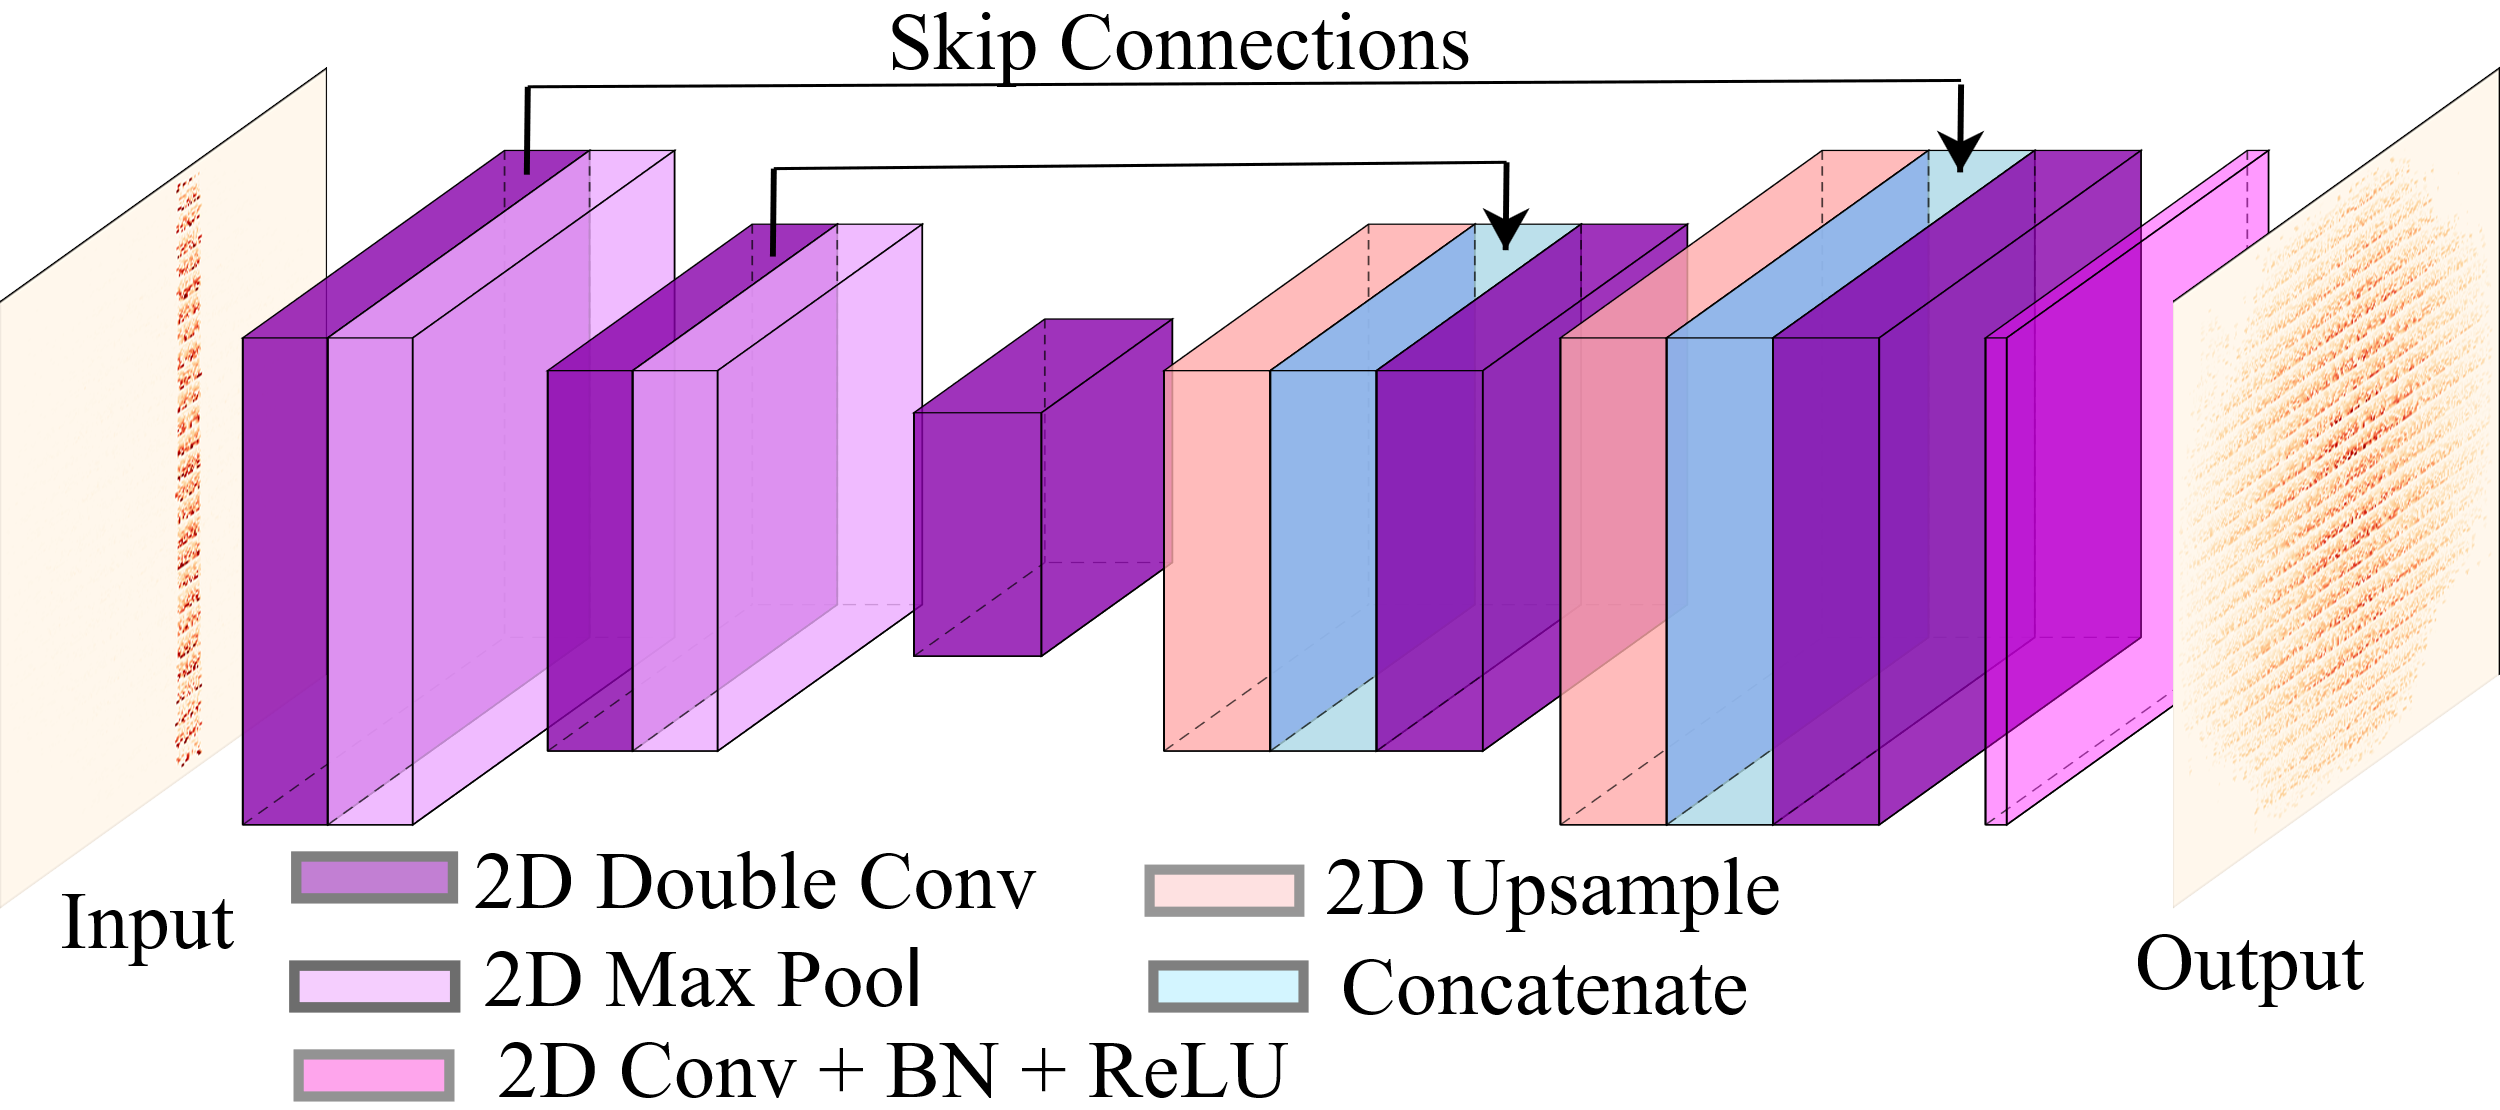 Skip Connections
Input
2D Double Conv
2D Max Pool
2D Conv + BN + ReLU
2D Upsample
Concatenate
Output